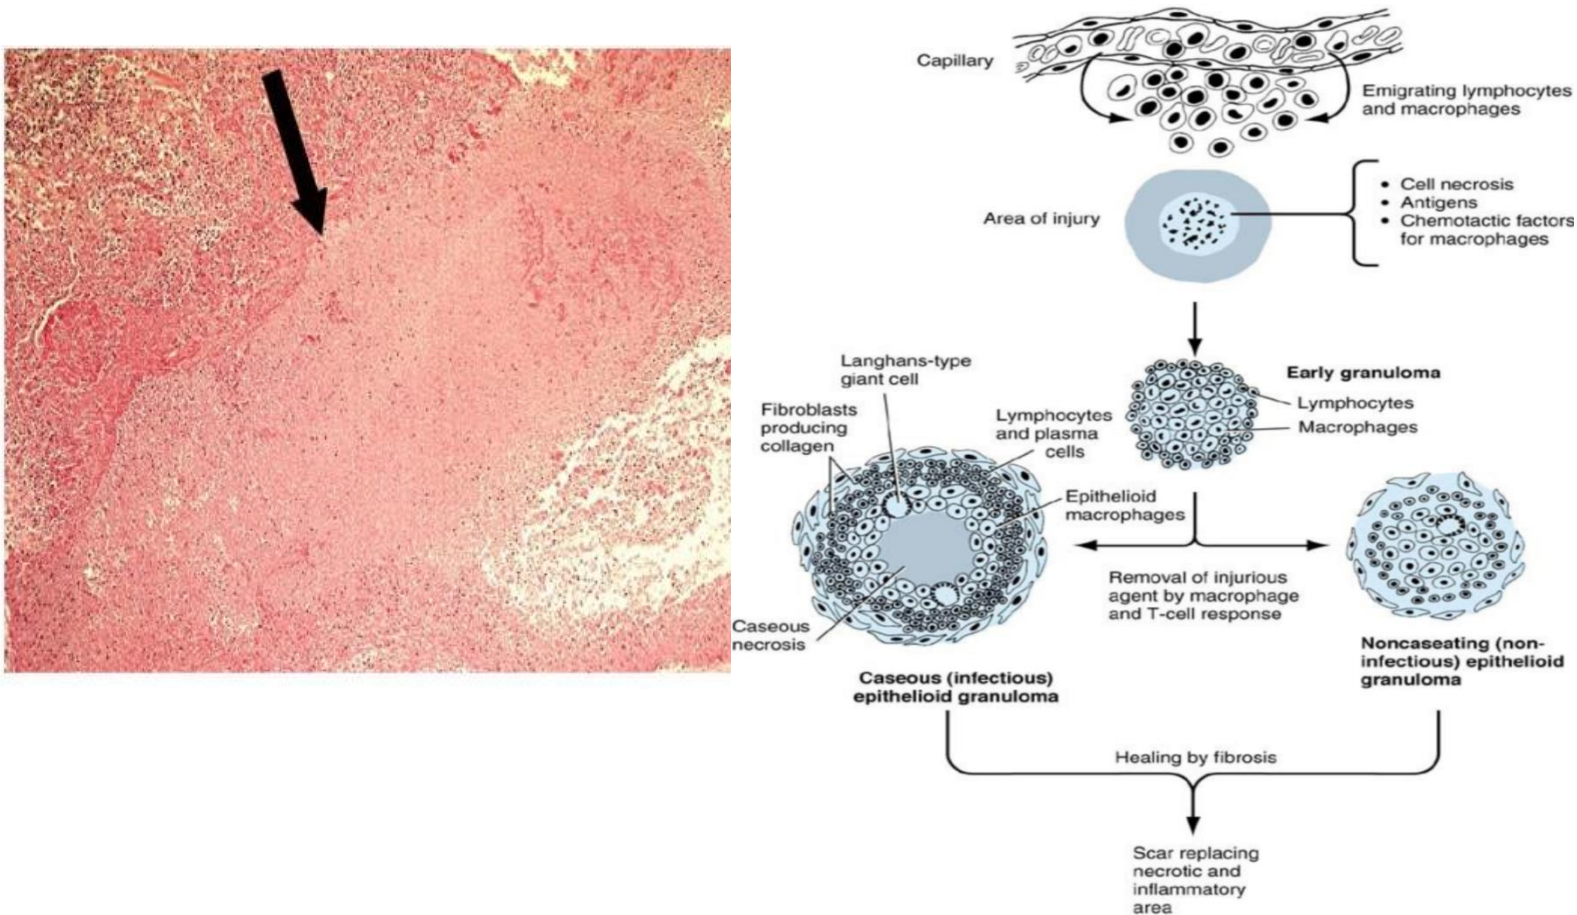 Capillary
Emigrating lymphocytes
and macrophages
Area of injury
• Cell necrosis
• Antigens
• Chemotactic factors
for macrophages
Early granuloma
Lymphocytes
Macrophages
Langhans-type
giant cell
Fibroblasts
producing
collagen
Lymphocytes
and plasma
cells
Epithelioid
macrophages
Caseous
necrosis
Removal of injurious
agent by macrophage
and T-cell response
Caseous (infectious)
epithelioid granuloma
Noncaseating (non-
infectious) epithelioid
granuloma
Healing by fibrosis
Scar replacing
necrotic and
inflammatory
area